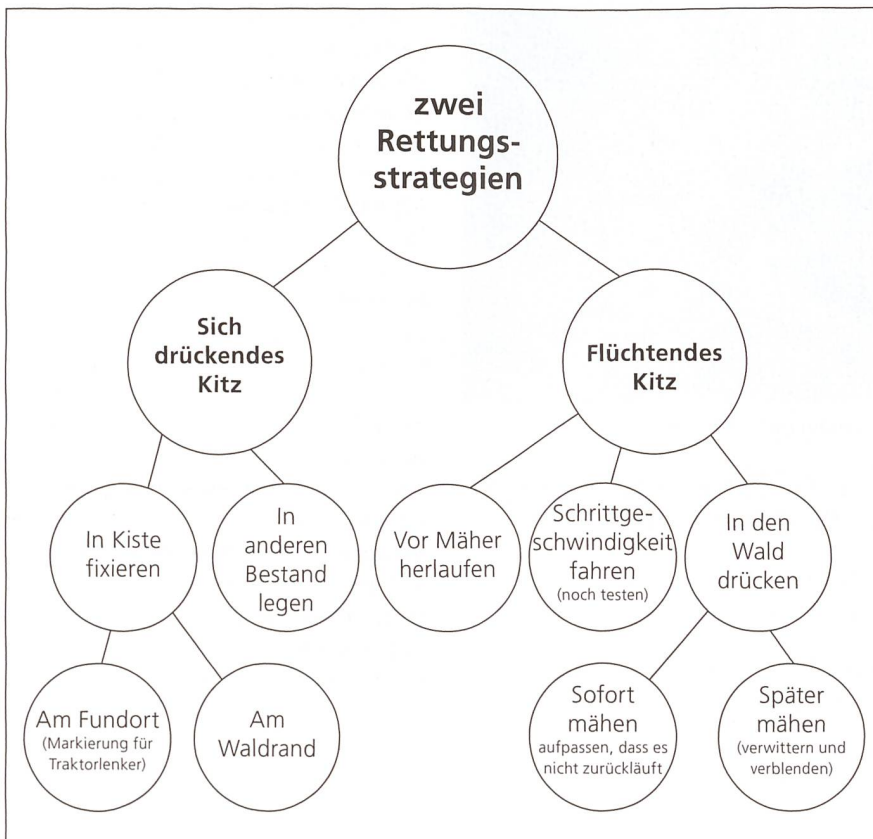 zwei
Rettungs-
strategien
Sich
drückendes
Kitz
Flüchtendes
Kitz
In Kiste
fixieren
In
anderen
Bestand
legen
Vor Mäher
herlaufen
Schrittge-
schwindigkeit
fahren
(noch testen)
In den
Wald
drücken
Am Fundort
(Markierung für
Traktorlenker)
Am
Waldrand
Sofort
mähen
aufpassen, dass es
nicht zurückläuft
Später
mähen
(verwittern und
verblenden)